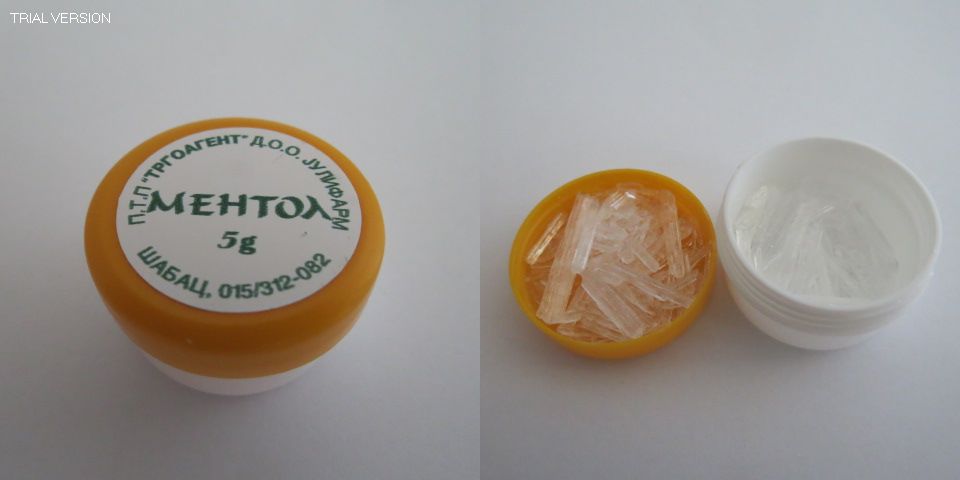 TRIAL VERSION
П.Т.П "ТРГОАГЕНТ" Д.О.О. ЈУЛИФАРМ
МЕНТОЛ
5g
ШАБАЦ, 015/312-082